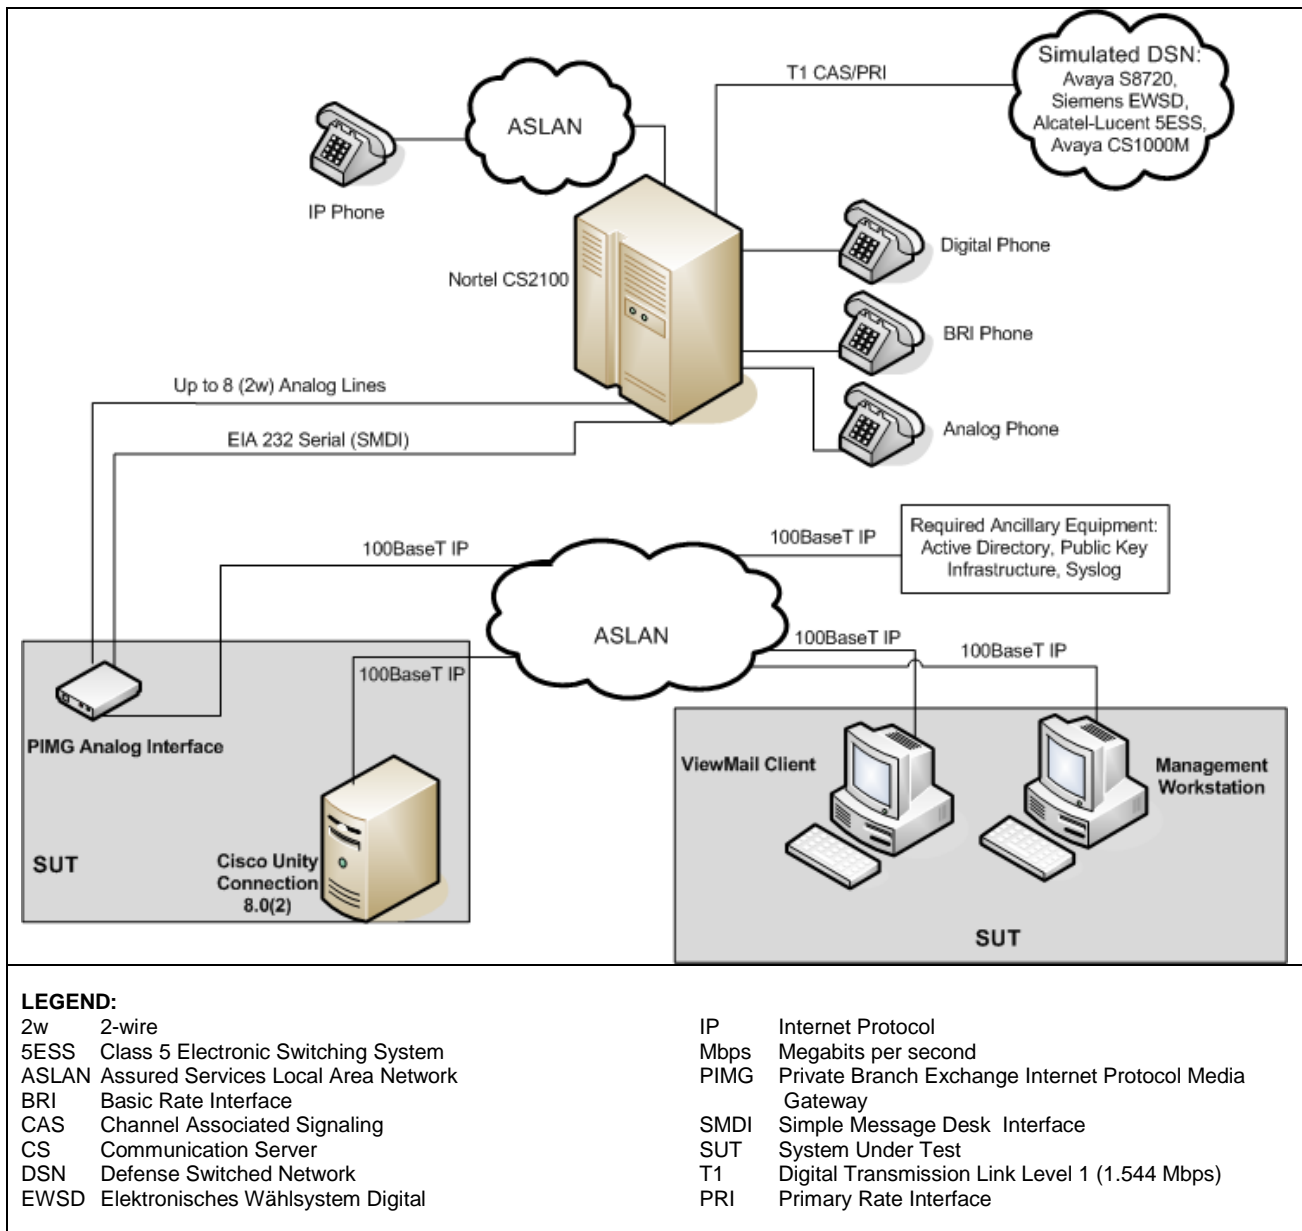 Simulated DSN:
Avaya S8720,
Siemens EWSD,
Alcatel-Lucent 5ESS,
Avaya CS1000M
T1 CAS/PRI
ASLAN
IP Phone
Nortel CS2100
Digital Phone
BRI Phone
Analog Phone
Up to 8 (2w) Analog Lines
EIA 232 Serial (SMDI)
100BaseT IP
100BaseT IP
Required Ancillary Equipment:
Active Directory, Public Key
Infrastructure, Syslog
ASLAN
100BaseT IP
100BaseT IP
100BaseT IP
PIMG Analog Interface
SUT
Cisco Unity
Connection
8.0(2)
ViewMail Client
Management
Workstation
SUT
LEGEND:
2w 2-wire
5ESS Class 5 Electronic Switching System
ASLAN Assured Services Local Area Network
BRI Basic Rate Interface
CAS Channel Associated Signaling
CS Communication Server
DSN Defense Switched Network
EWSD Elektronisches Wählsystem Digital
IP Internet Protocol
Mbps Megabits per second
PIMG Private Branch Exchange Internet Protocol Media
Gateway
SMDI Simple Message Desk Interface
SUT System Under Test
T1 Digital Transmission Link Level 1 (1.544 Mbps)
PRI Primary Rate Interface